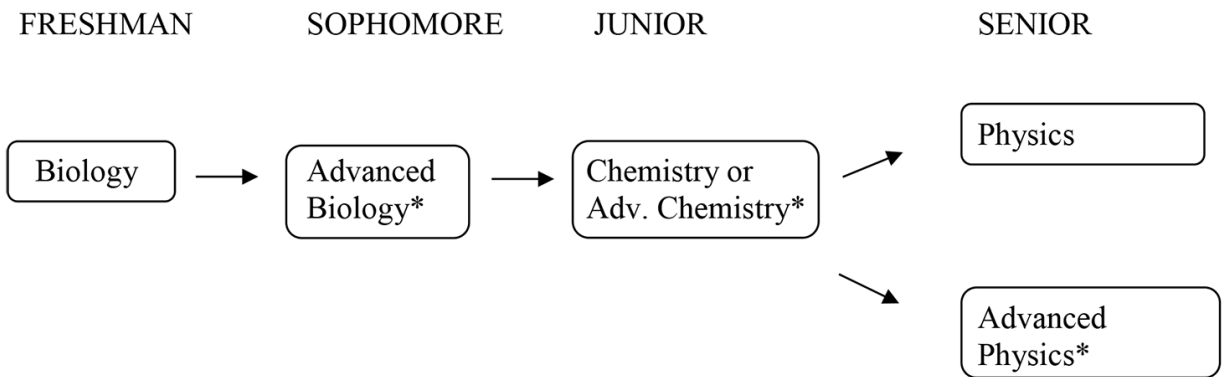 FRESHMAN SOPHOMORE JUNIOR SENIOR
Biology
Advanced
Biology*
Chemistry or
Adv. Chemistry*
Physics
Advanced
Physics*